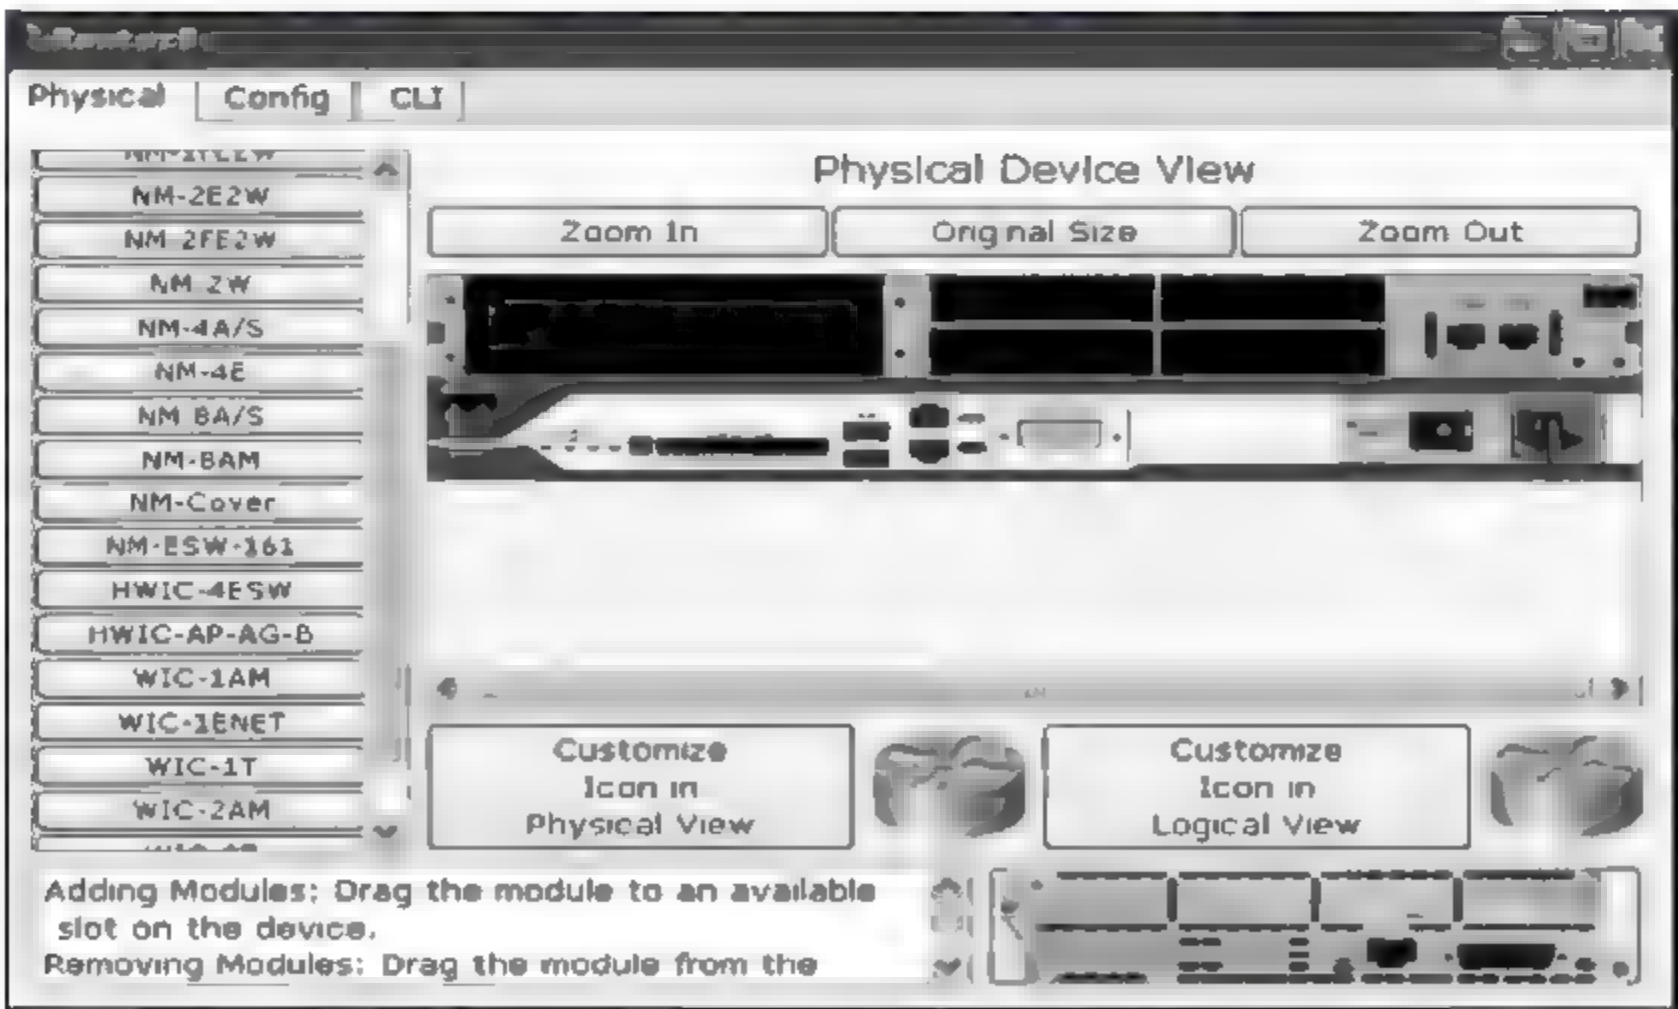 Physical
Config
CLI
NM-2E2W
NM-2FE2W
NM-2W
NM-4A/S
NM-4E
NM-8A/S
NM-8AM
NM-Cover
NM-ESW-161
HWIC-4ESW
HWIC-AP-AG-B
WIC-1AM
WIC-1ENET
WIC-1T
WIC-2AM
Physical Device View
Zoom In
Original Size
Zoom Out
Customize
Icon in
Physical View
Customize
Icon in
Logical View
Adding Modules: Drag the module to an available
slot on the device.
Removing Modules: Drag the module from the